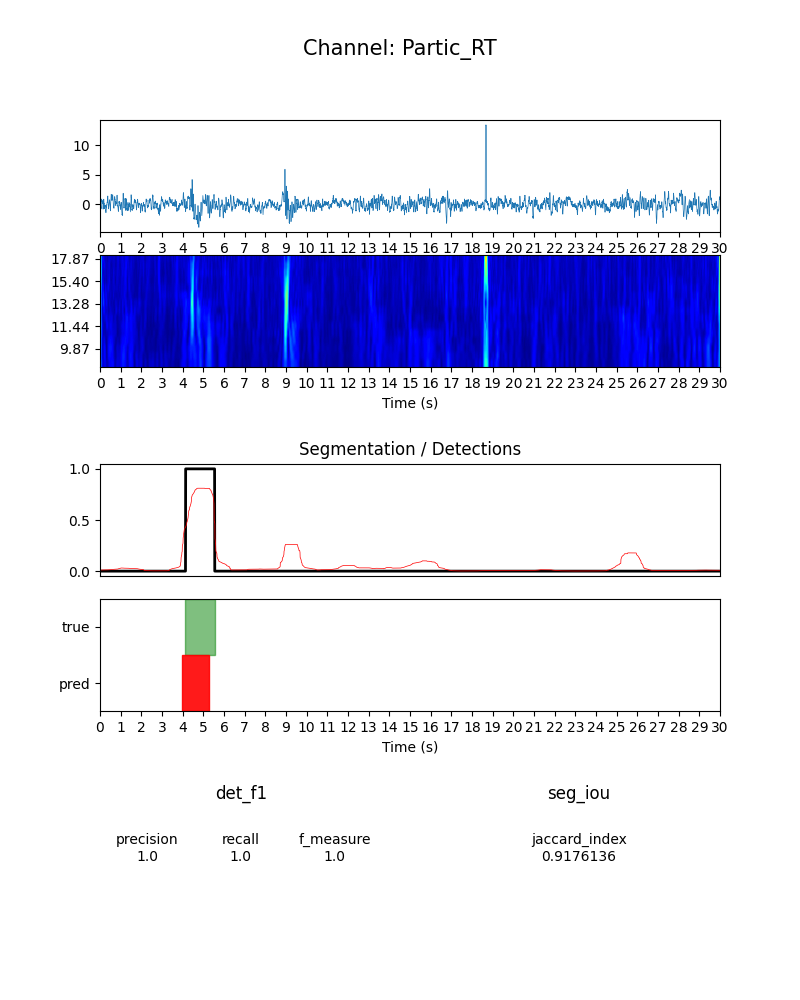 Channel: Partic_RT
10
5
0
0 1 2 3 4 5 6 7 8 9 10 11 12 13 14 15 16 17 18 19 20 21 22 23 24 25 26 27 28 29 30
17.87
15.40
13.28
11.44
9.87
0 1 2 3 4 5 6 7 8 9 10 11 12 13 14 15 16 17 18 19 20 21 22 23 24 25 26 27 28 29 30
Time (s)
Segmentation / Detections
1.0
0.5
0.0
true
pred
0 1 2 3 4 5 6 7 8 9 10 11 12 13 14 15 16 17 18 19 20 21 22 23 24 25 26 27 28 29 30
Time (s)
det_f1 seg_iou
precision recall f_measure jaccard_index
1.0 1.0 1.0 0.9176136